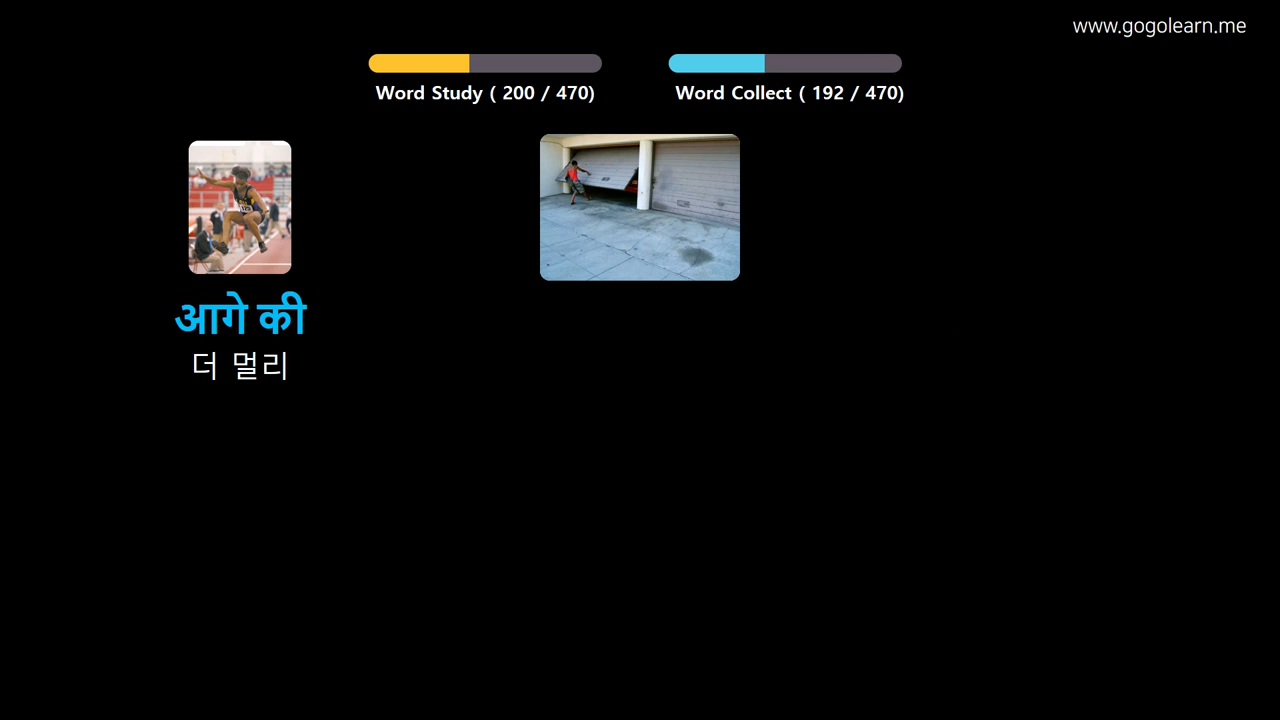 www.gogolearn.me
Word Study ( 200 / 470)
Word Collect ( 192 / 470)
आगे की
더 멀리